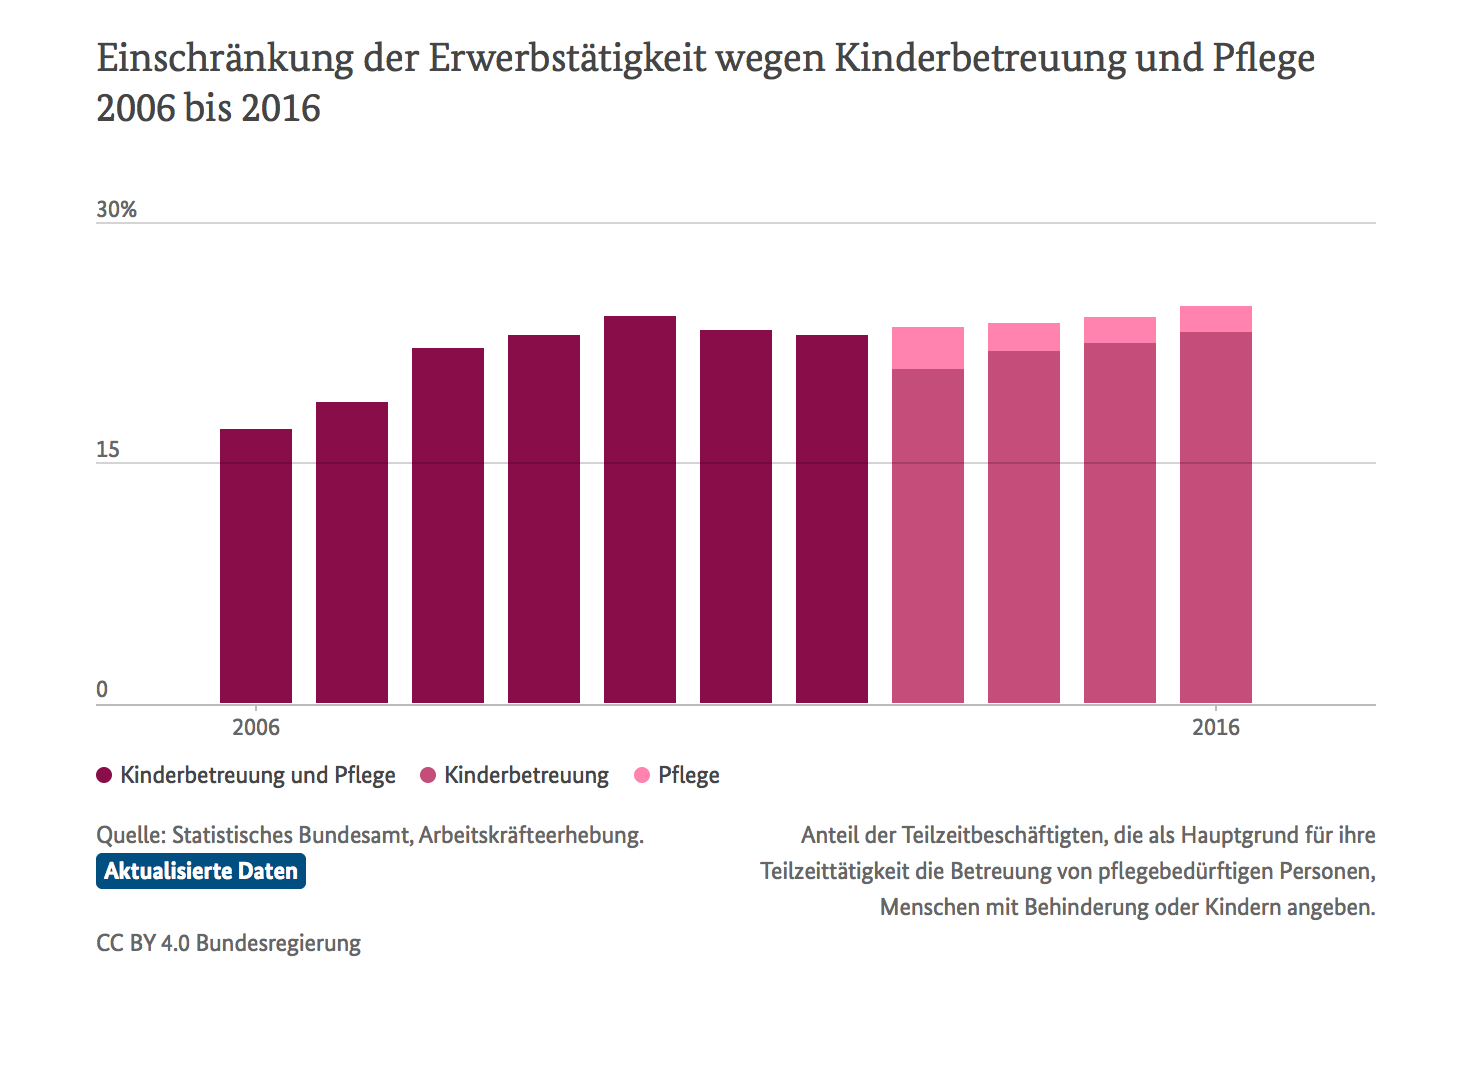 Einschränkung der Erwerbstätigkeit wegen Kinderbetreuung und Pflege
2006 bis 2016
30%
15
0
2006
2016
Kinderbetreuung und Pflege
Kinderbetreuung
Pflege
Quelle: Statistisches Bundesamt, Arbeitskräfteerhebung.
Aktualisierte Daten
CC BY 4.0 Bundesregierung
Anteil der Teilzeitbeschäftigten, die als Hauptgrund für ihre
Teilzeittätigkeit die Betreuung von pflegebedürftigen Personen,
Menschen mit Behinderung oder Kindern angeben.